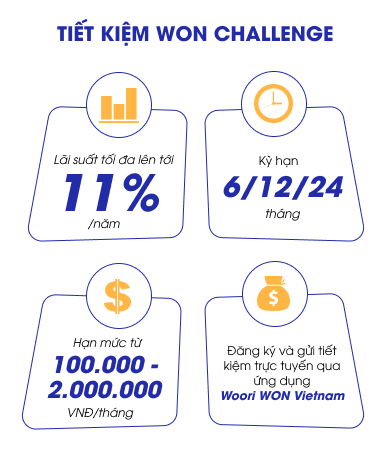 TIẾT KIỆM WON CHALLENGE
Lãi suất tối đa lên tới
11%
/năm
Kỳ hạn
6/12/24
tháng
Hạn mức từ
100.000 -
2.000.000
VNĐ/tháng
Đăng ký và gửi tiết
kiệm trực tuyến qua
ứng dụng
Woori WON Vietnam